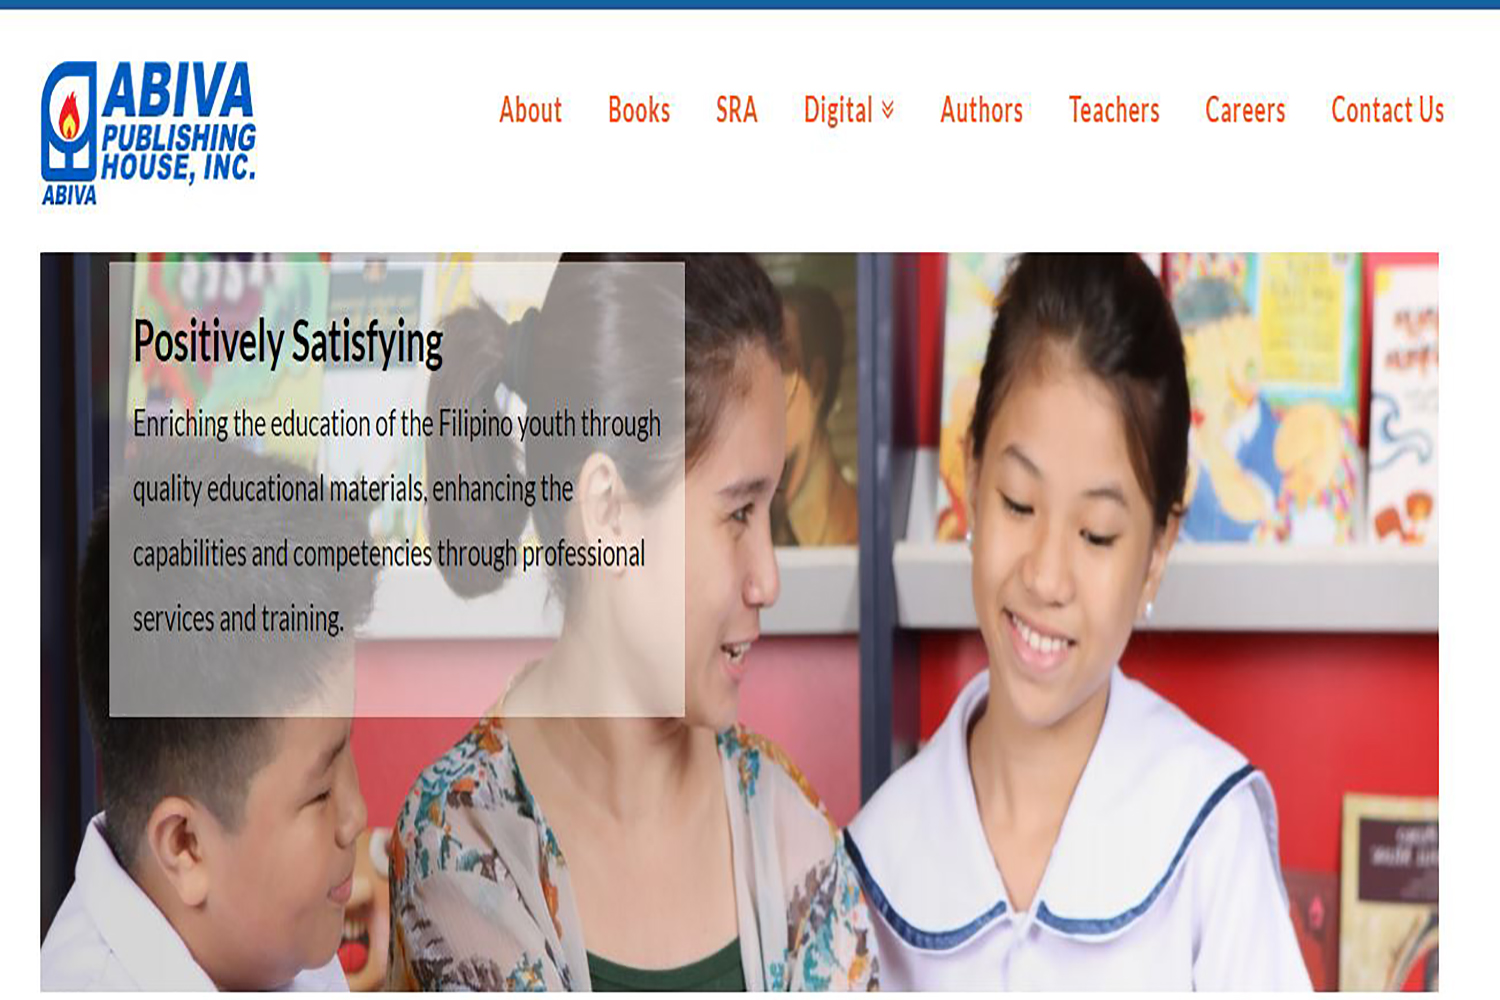 ABIVA
PUBLISHING
HOUSE, INC.
ABIVA
About Books SRA Digital Authors Teachers Careers Contact Us
Positively Satisfying
Enriching the education of the Filipino youth through
quality educational materials, enhancing the
capabilities and competencies through professional
services and training.